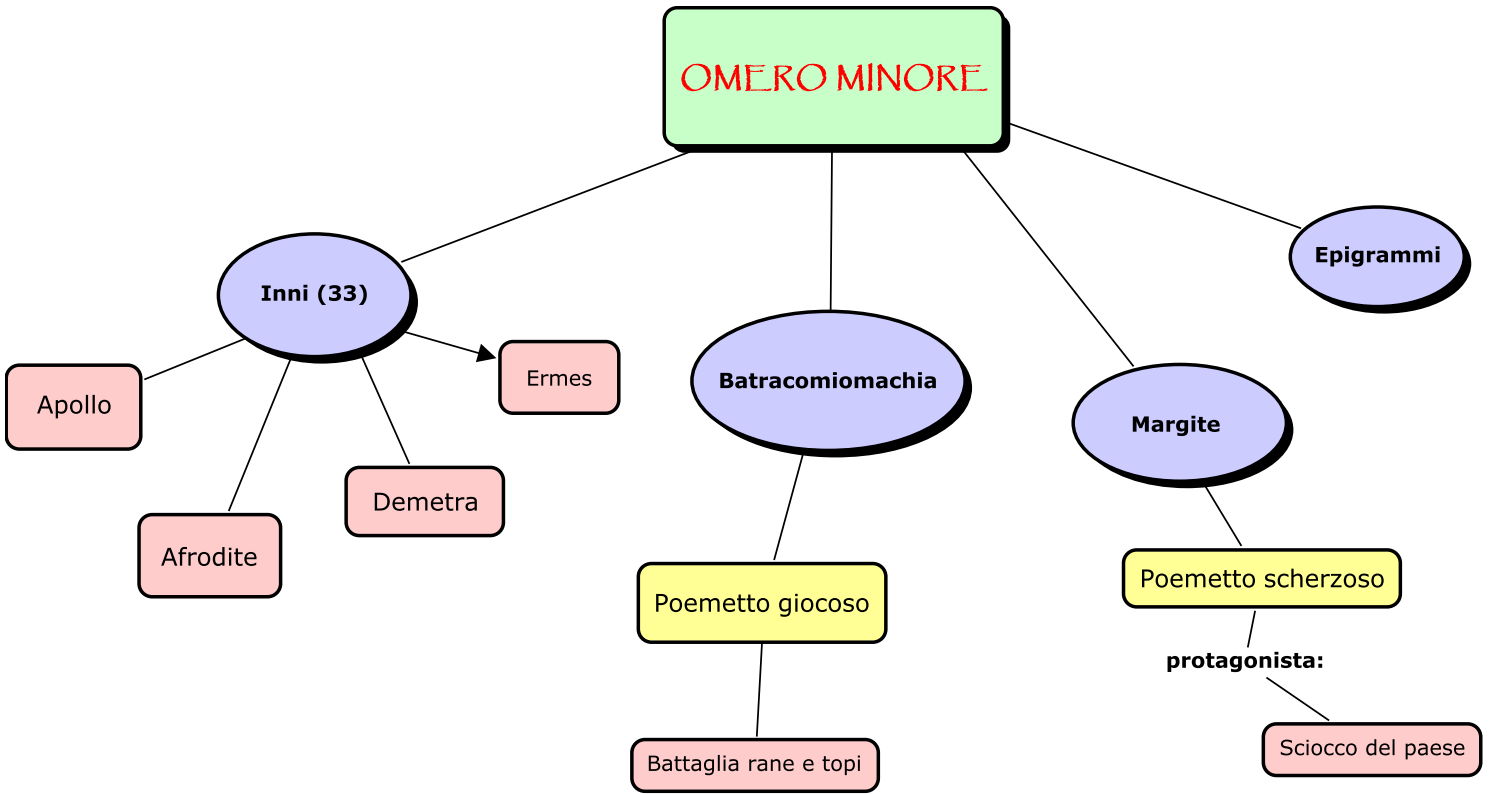 OMERO MINORE
Epigrammi
Inni (33)
Ermes
Batracomiomachia
Apollo
Margite
Demetra
Afrodite
Poemetto scherzoso
Poemetto giocoso
protagonista:
Sciocco del paese
Battaglia rane e topi